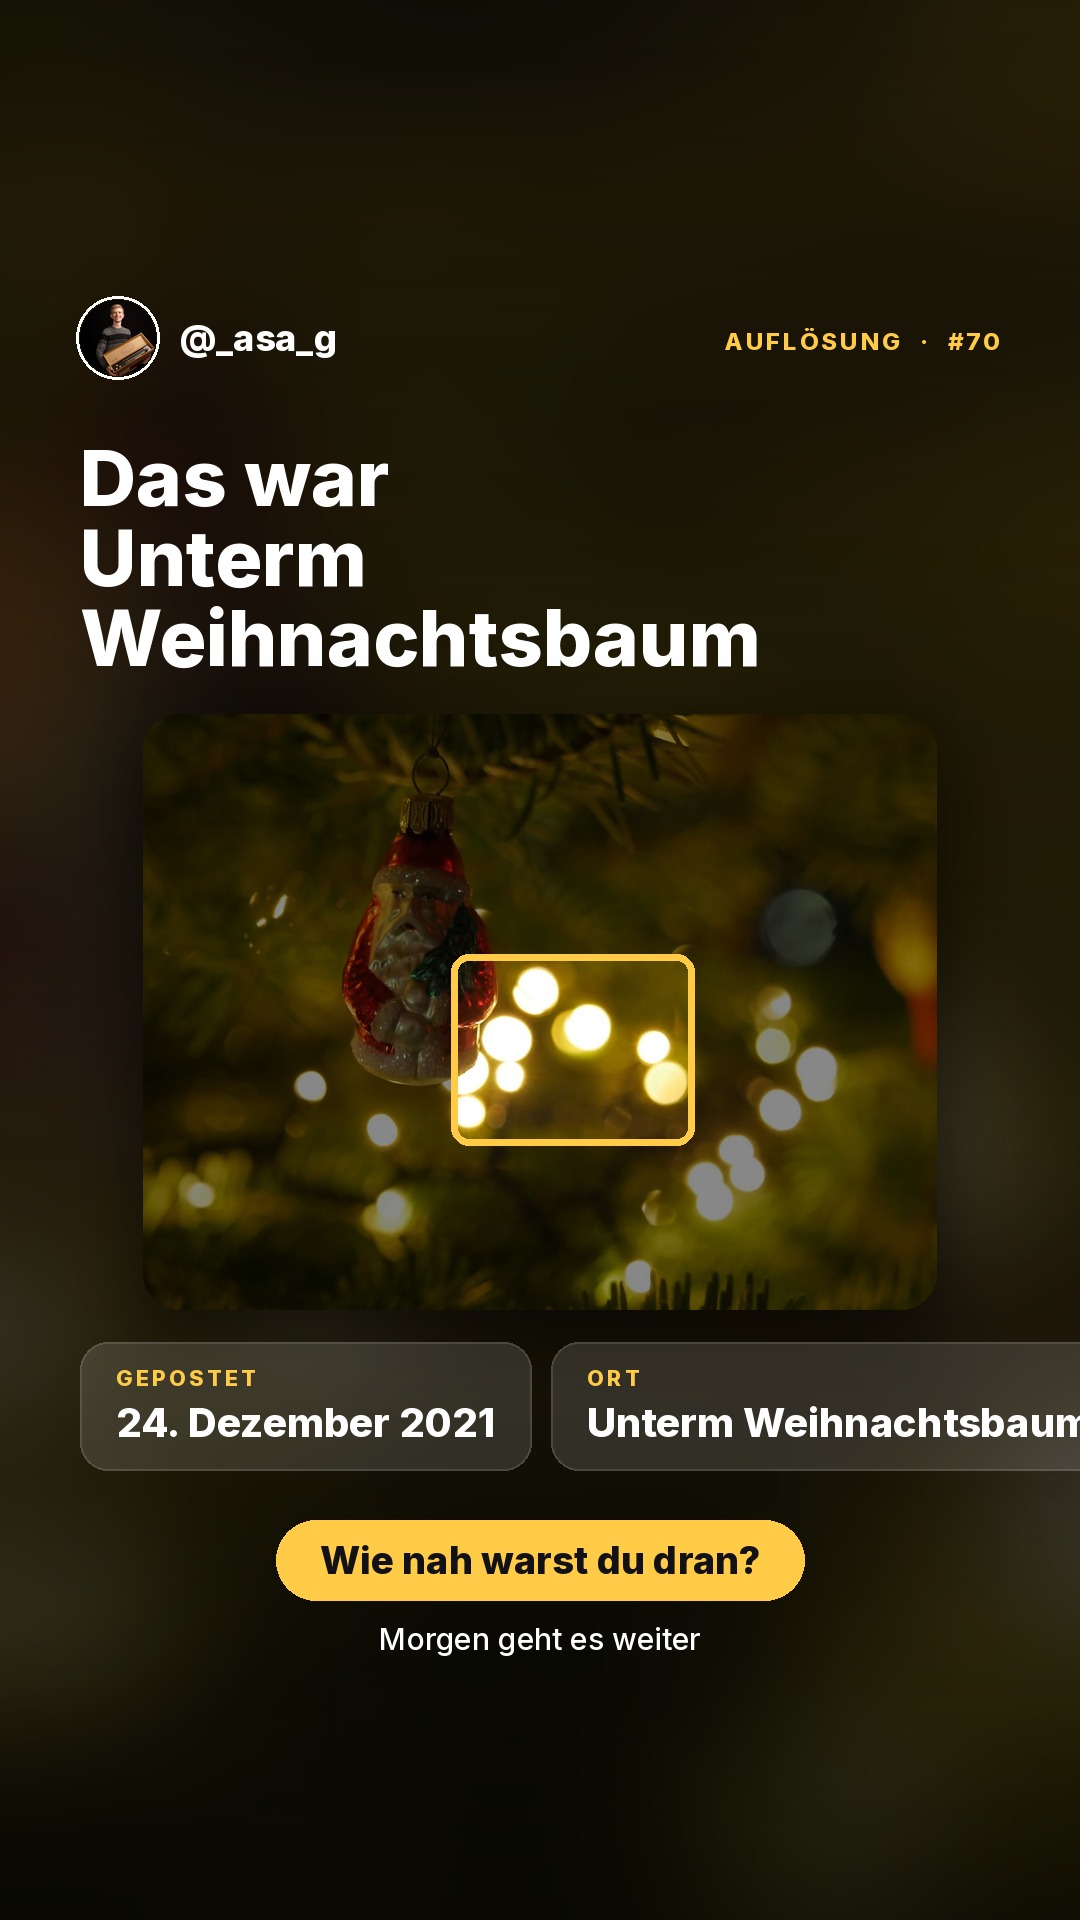 @_asa_g
AUFLÖSUNG · #70
Das war
Unterm
Weihnachtsbaum
GEPOSTET
24. Dezember 2021
ORT
Unterm Weihnachtsbaum
Wie nah warst du dran?
Morgen geht es weiter